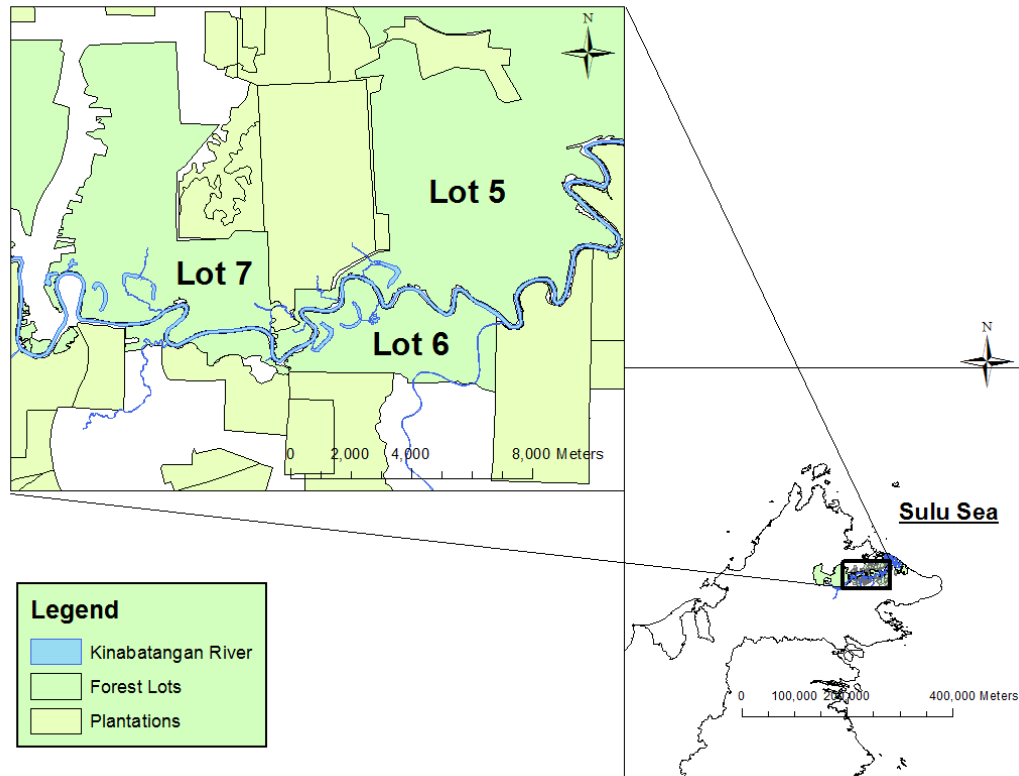 N
Lot 5
Lot 7
Lot 6
0 2,000 4,000 8,000 Meters
N
Sulu Sea
0 100,000 200,000 400,000 Meters
Legend
Kinabatangan River
Forest Lots
Plantations